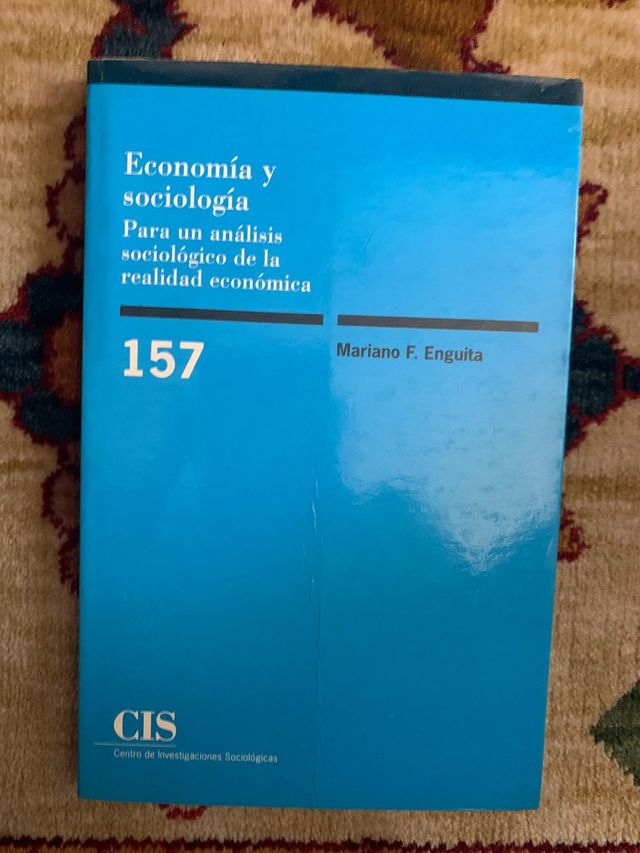 Economía y
sociología
Para un análisis
sociológico de la
realidad económica
157
Mariano F. Enguita
CIS
Centro de Investigaciones Sociológicas